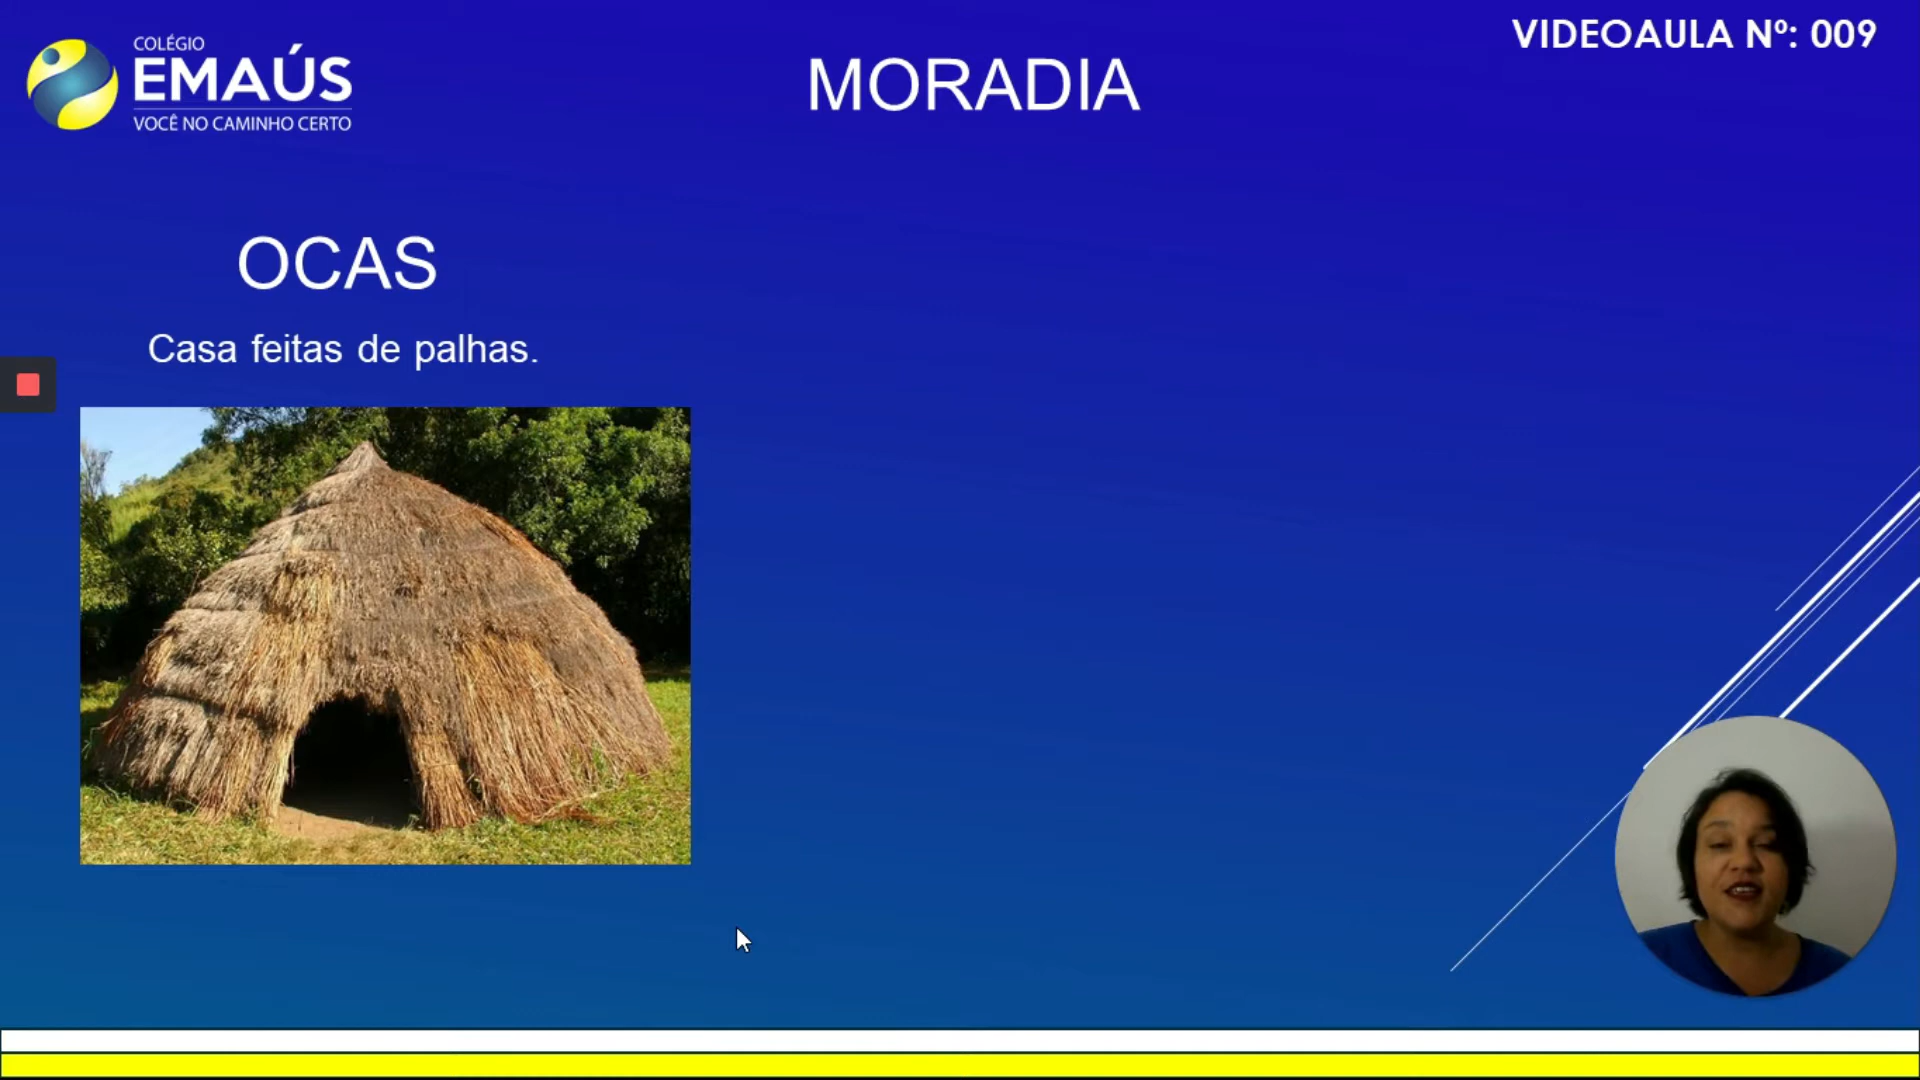 COLÉGIO
EMAÚS
VOCÊ NO CAMINHO CERTO
VIDEOAULA Nº: 009
MORADIA
OCAS
Casa feitas de palhas.